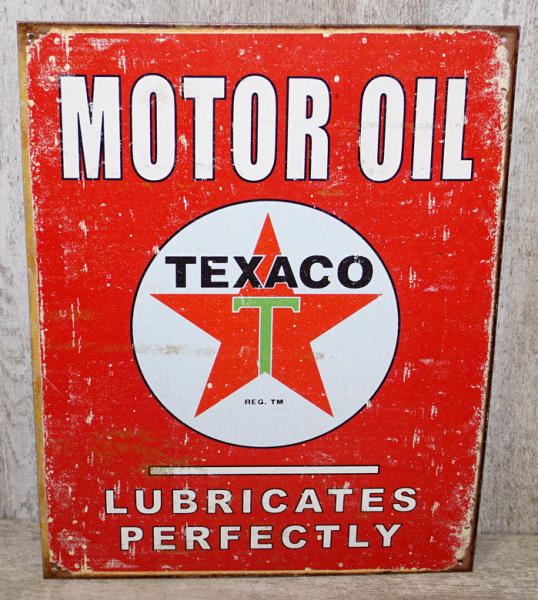 MOTOR OIL
TEXACO
T
REG. TM
LUBRICATES
PERFECTLY